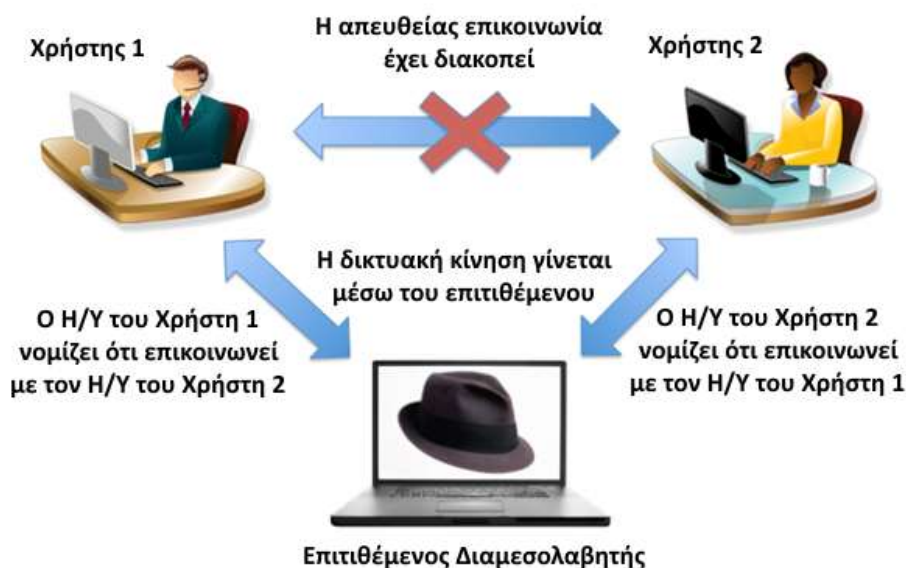 Χρήστης 1
Η απευθείας επικοινωνία
έχει διακοπεί
Χρήστης 2
Η δικτυακή κίνηση γίνεται
μέσω του επιτιθέμενου
Ο Η/Υ του Χρήστη 1
νομίζει ότι επικοινωνεί
με τον Η/Υ του Χρήστη 2
Ο Η/Υ του Χρήστη 2
νομίζει ότι επικοινωνεί
με τον Η/Υ του Χρήστη 1
Επιτιθέμενος Διαμεσολαβητής